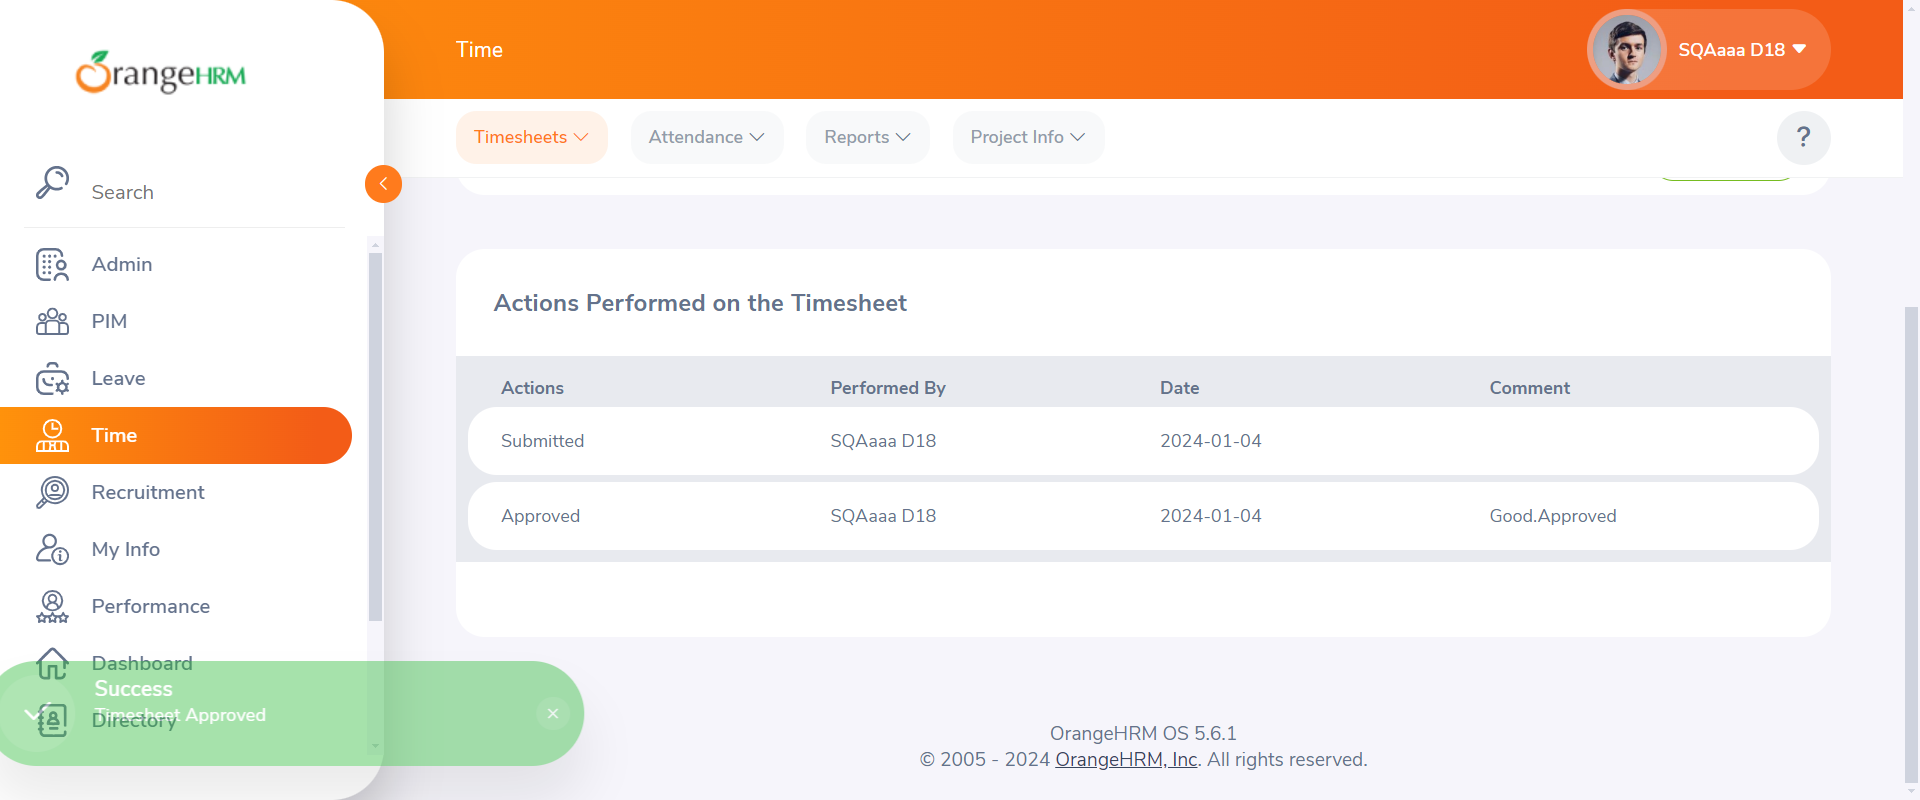 OrangeHRM
Time
SQAaaa D18
Timesheets
Attendance
Reports
Project Info
?
Search
Admin
PIM
Leave
Time
Recruitment
My Info
Performance
Dashboard
Directory
Actions Performed on the Timesheet
Actions Performed By Date Comment
Submitted SQAaaa D18 2024-01-04
Approved SQAaaa D18 2024-01-04 Good.Approved
Success
Timesheet Approved
OrangeHRM OS 5.6.1
© 2005 - 2024 OrangeHRM, Inc. All rights reserved.